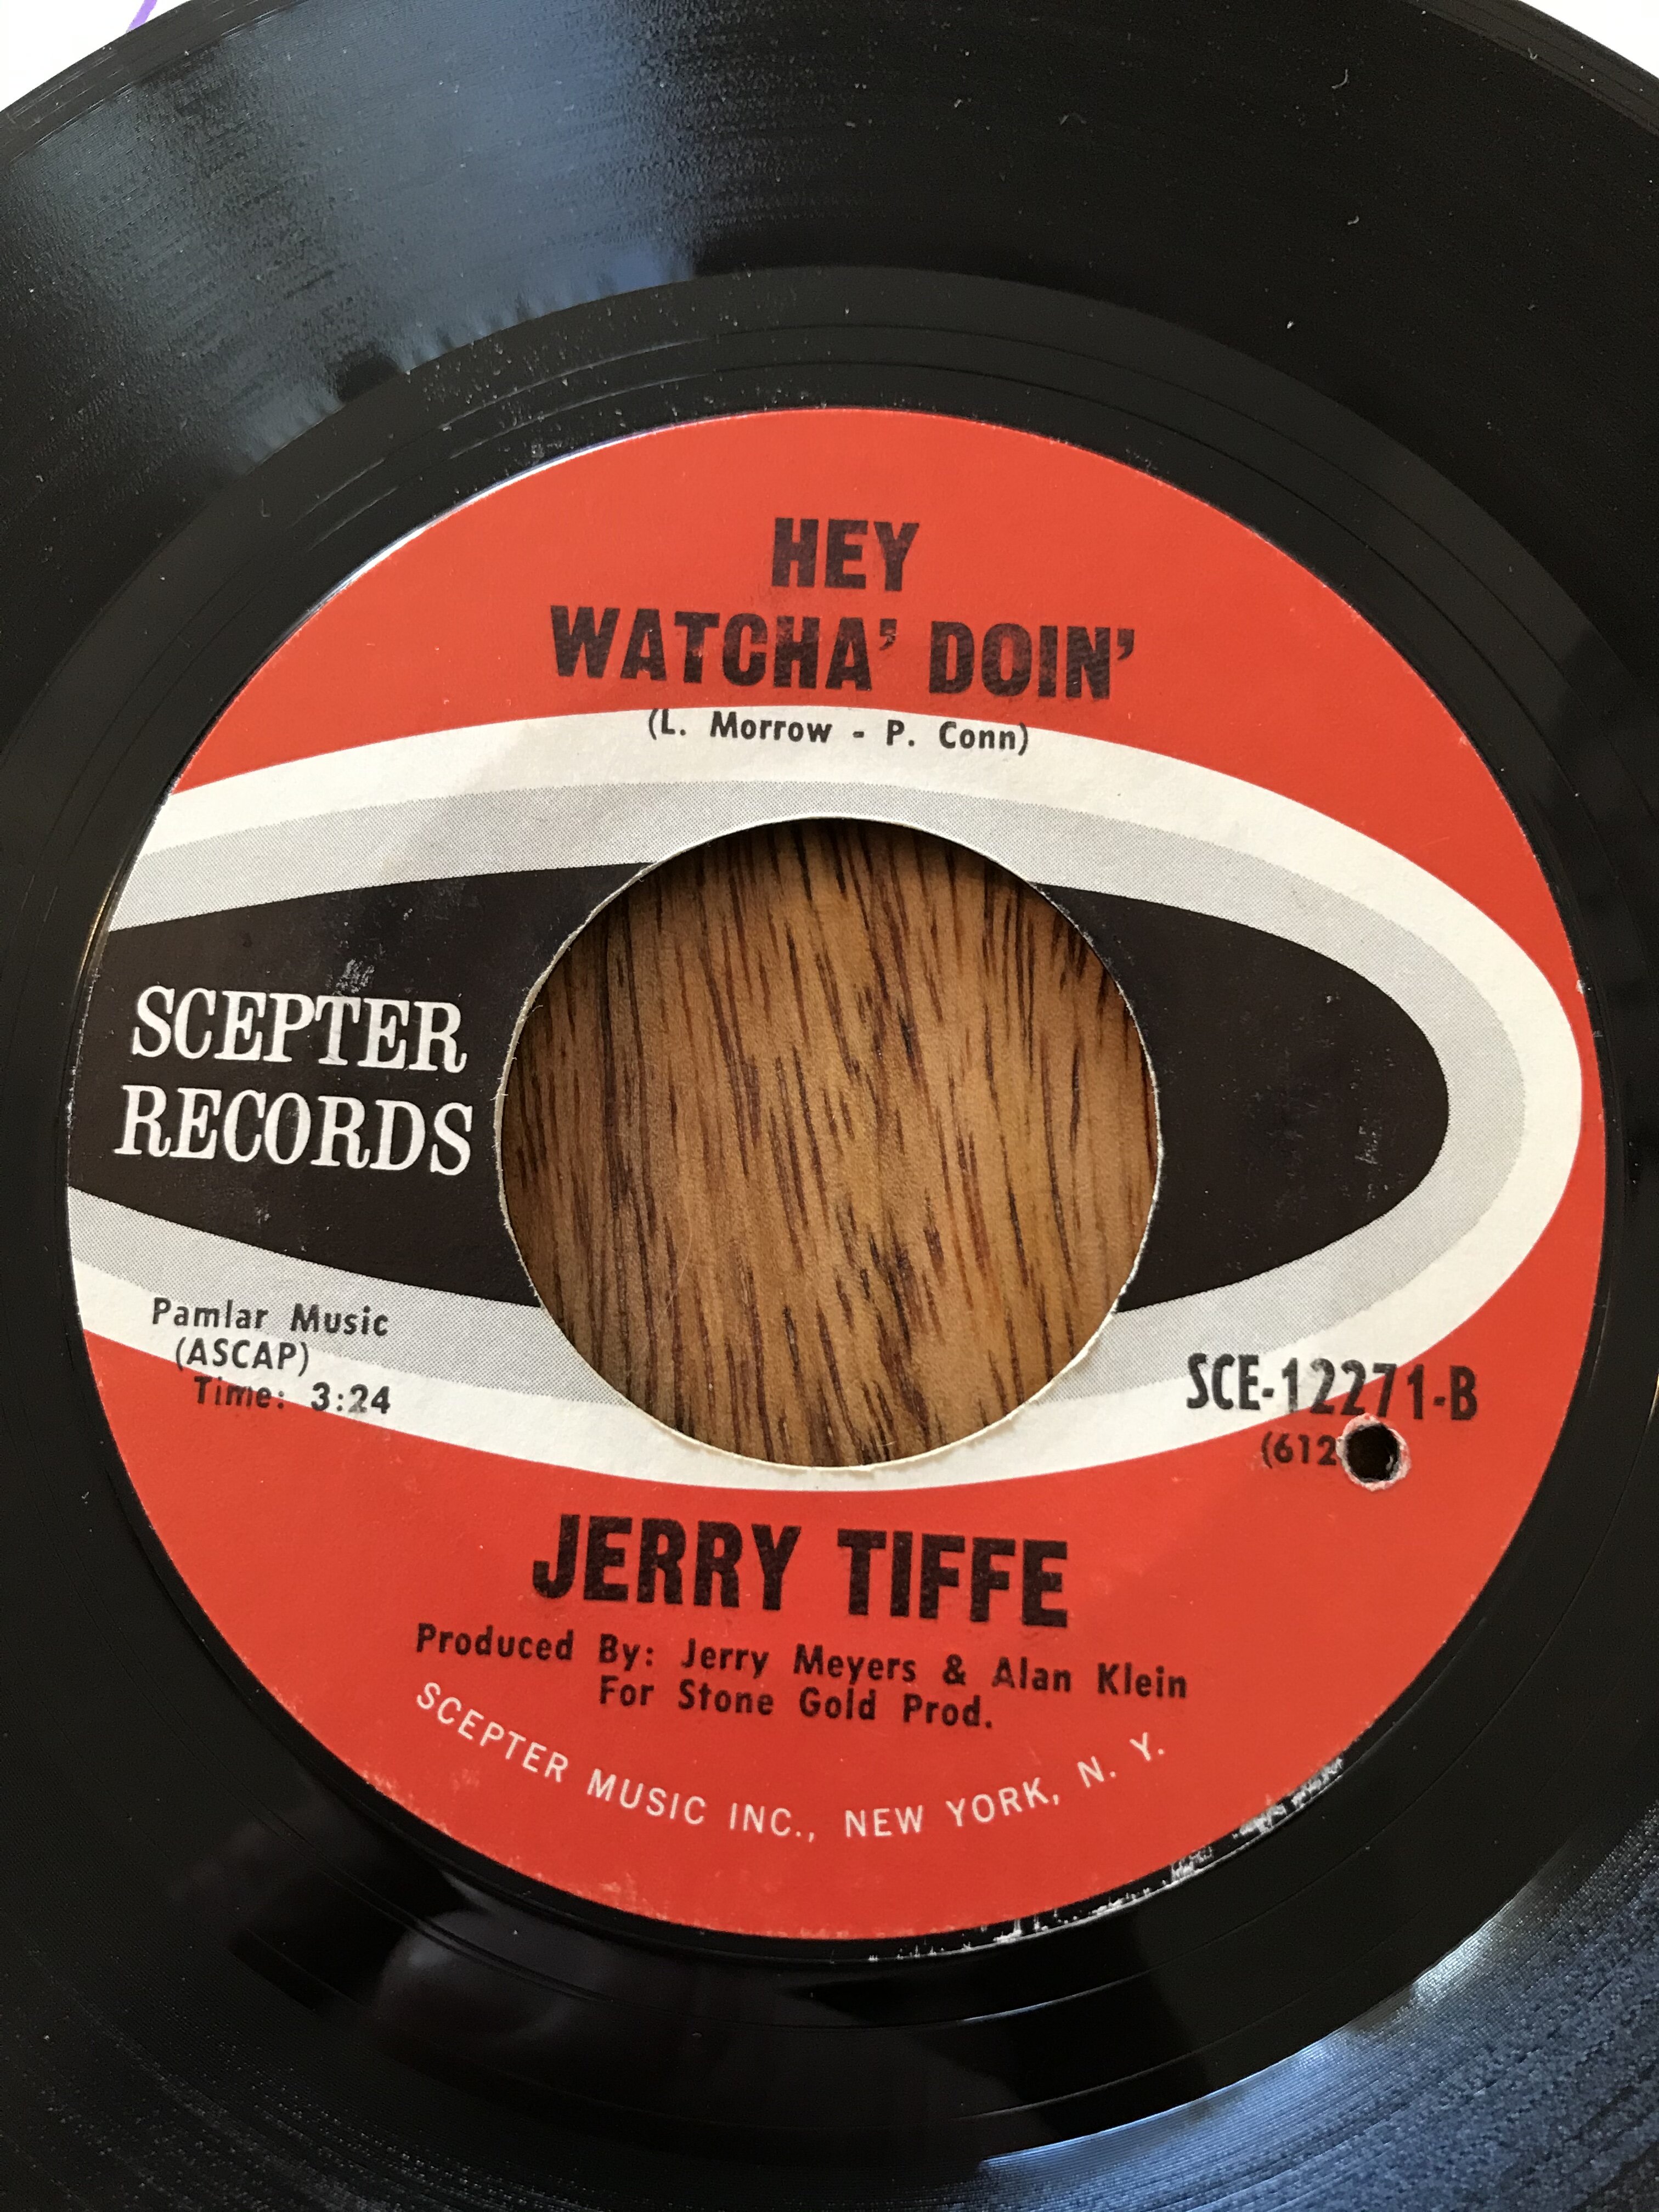 HEY
WATCHA' DOIN'
(L. Morrow - P. Conn)
SCEPTER
RECORDS
Pamlar Music
(ASCAP)
Time: 3:24
SCE-12271-B
(612
JERRY TIFFE
Produced By: Jerry Meyers & Alan Klein
For Stone Gold Prod.
SCEPTER MUSIC INC., NEW YORK, N. Y.